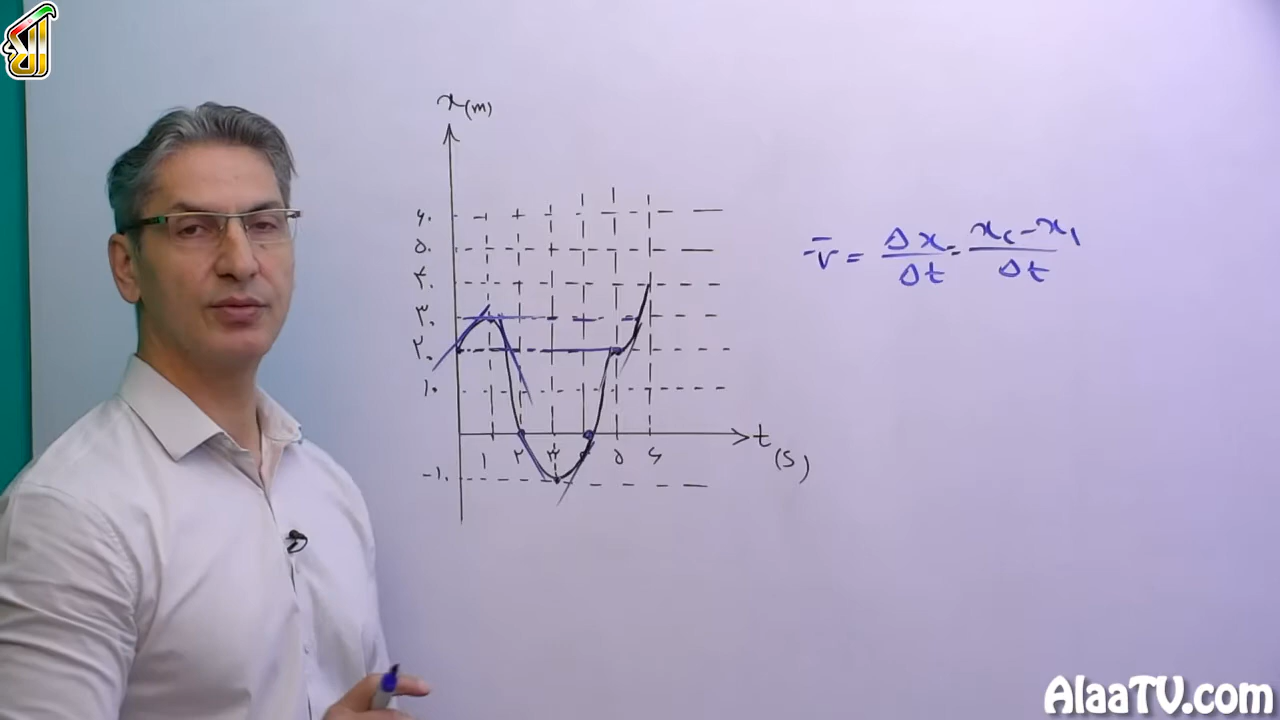 آلا
x(m)
۶۰
۵۰
۴۰
۳۰
۲۰
۱۰
-۱۰
۱ ۲ ۳ ۴ ۵ ۶
t (s)
v̄ = Δx/Δt = x₂-x₁/Δt
AlaaTV.com